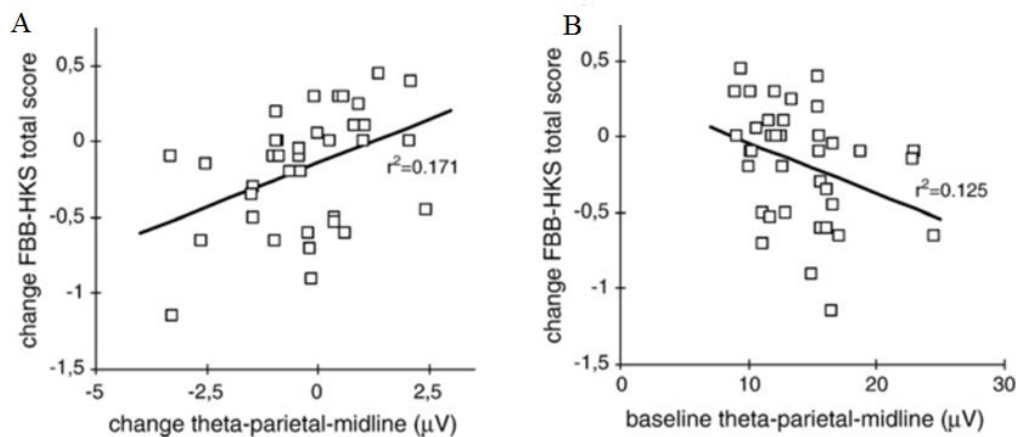 A
change FBB-HKS total score
0,5
0
-0,5
-1
-1,5
-5
-2,5
0
2,5
r²=0.171
change theta-parietal-midline (μV)
B
change FBB-HKS total score
0,5
0
-0,5
-1
-1,5
0
10
20
30
r²=0.125
baseline theta-parietal-midline (μV)